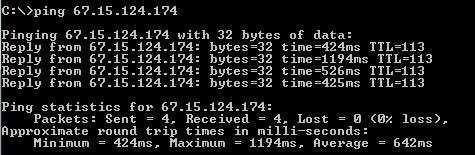 C:\>ping 67.15.124.174
Pinging 67.15.124.174 with 32 bytes of data:
Reply from 67.15.124.174: bytes=32 time=424ms TTL=113
Reply from 67.15.124.174: bytes=32 time=1194ms TTL=113
Reply from 67.15.124.174: bytes=32 time=526ms TTL=113
Reply from 67.15.124.174: bytes=32 time=425ms TTL=113
Ping statistics for 67.15.124.174:
Packets: Sent = 4, Received = 4, Lost = 0 (0% loss),
Approximate round trip times in milli-seconds:
Minimum = 424ms, Maximum = 1194ms, Average = 642ms